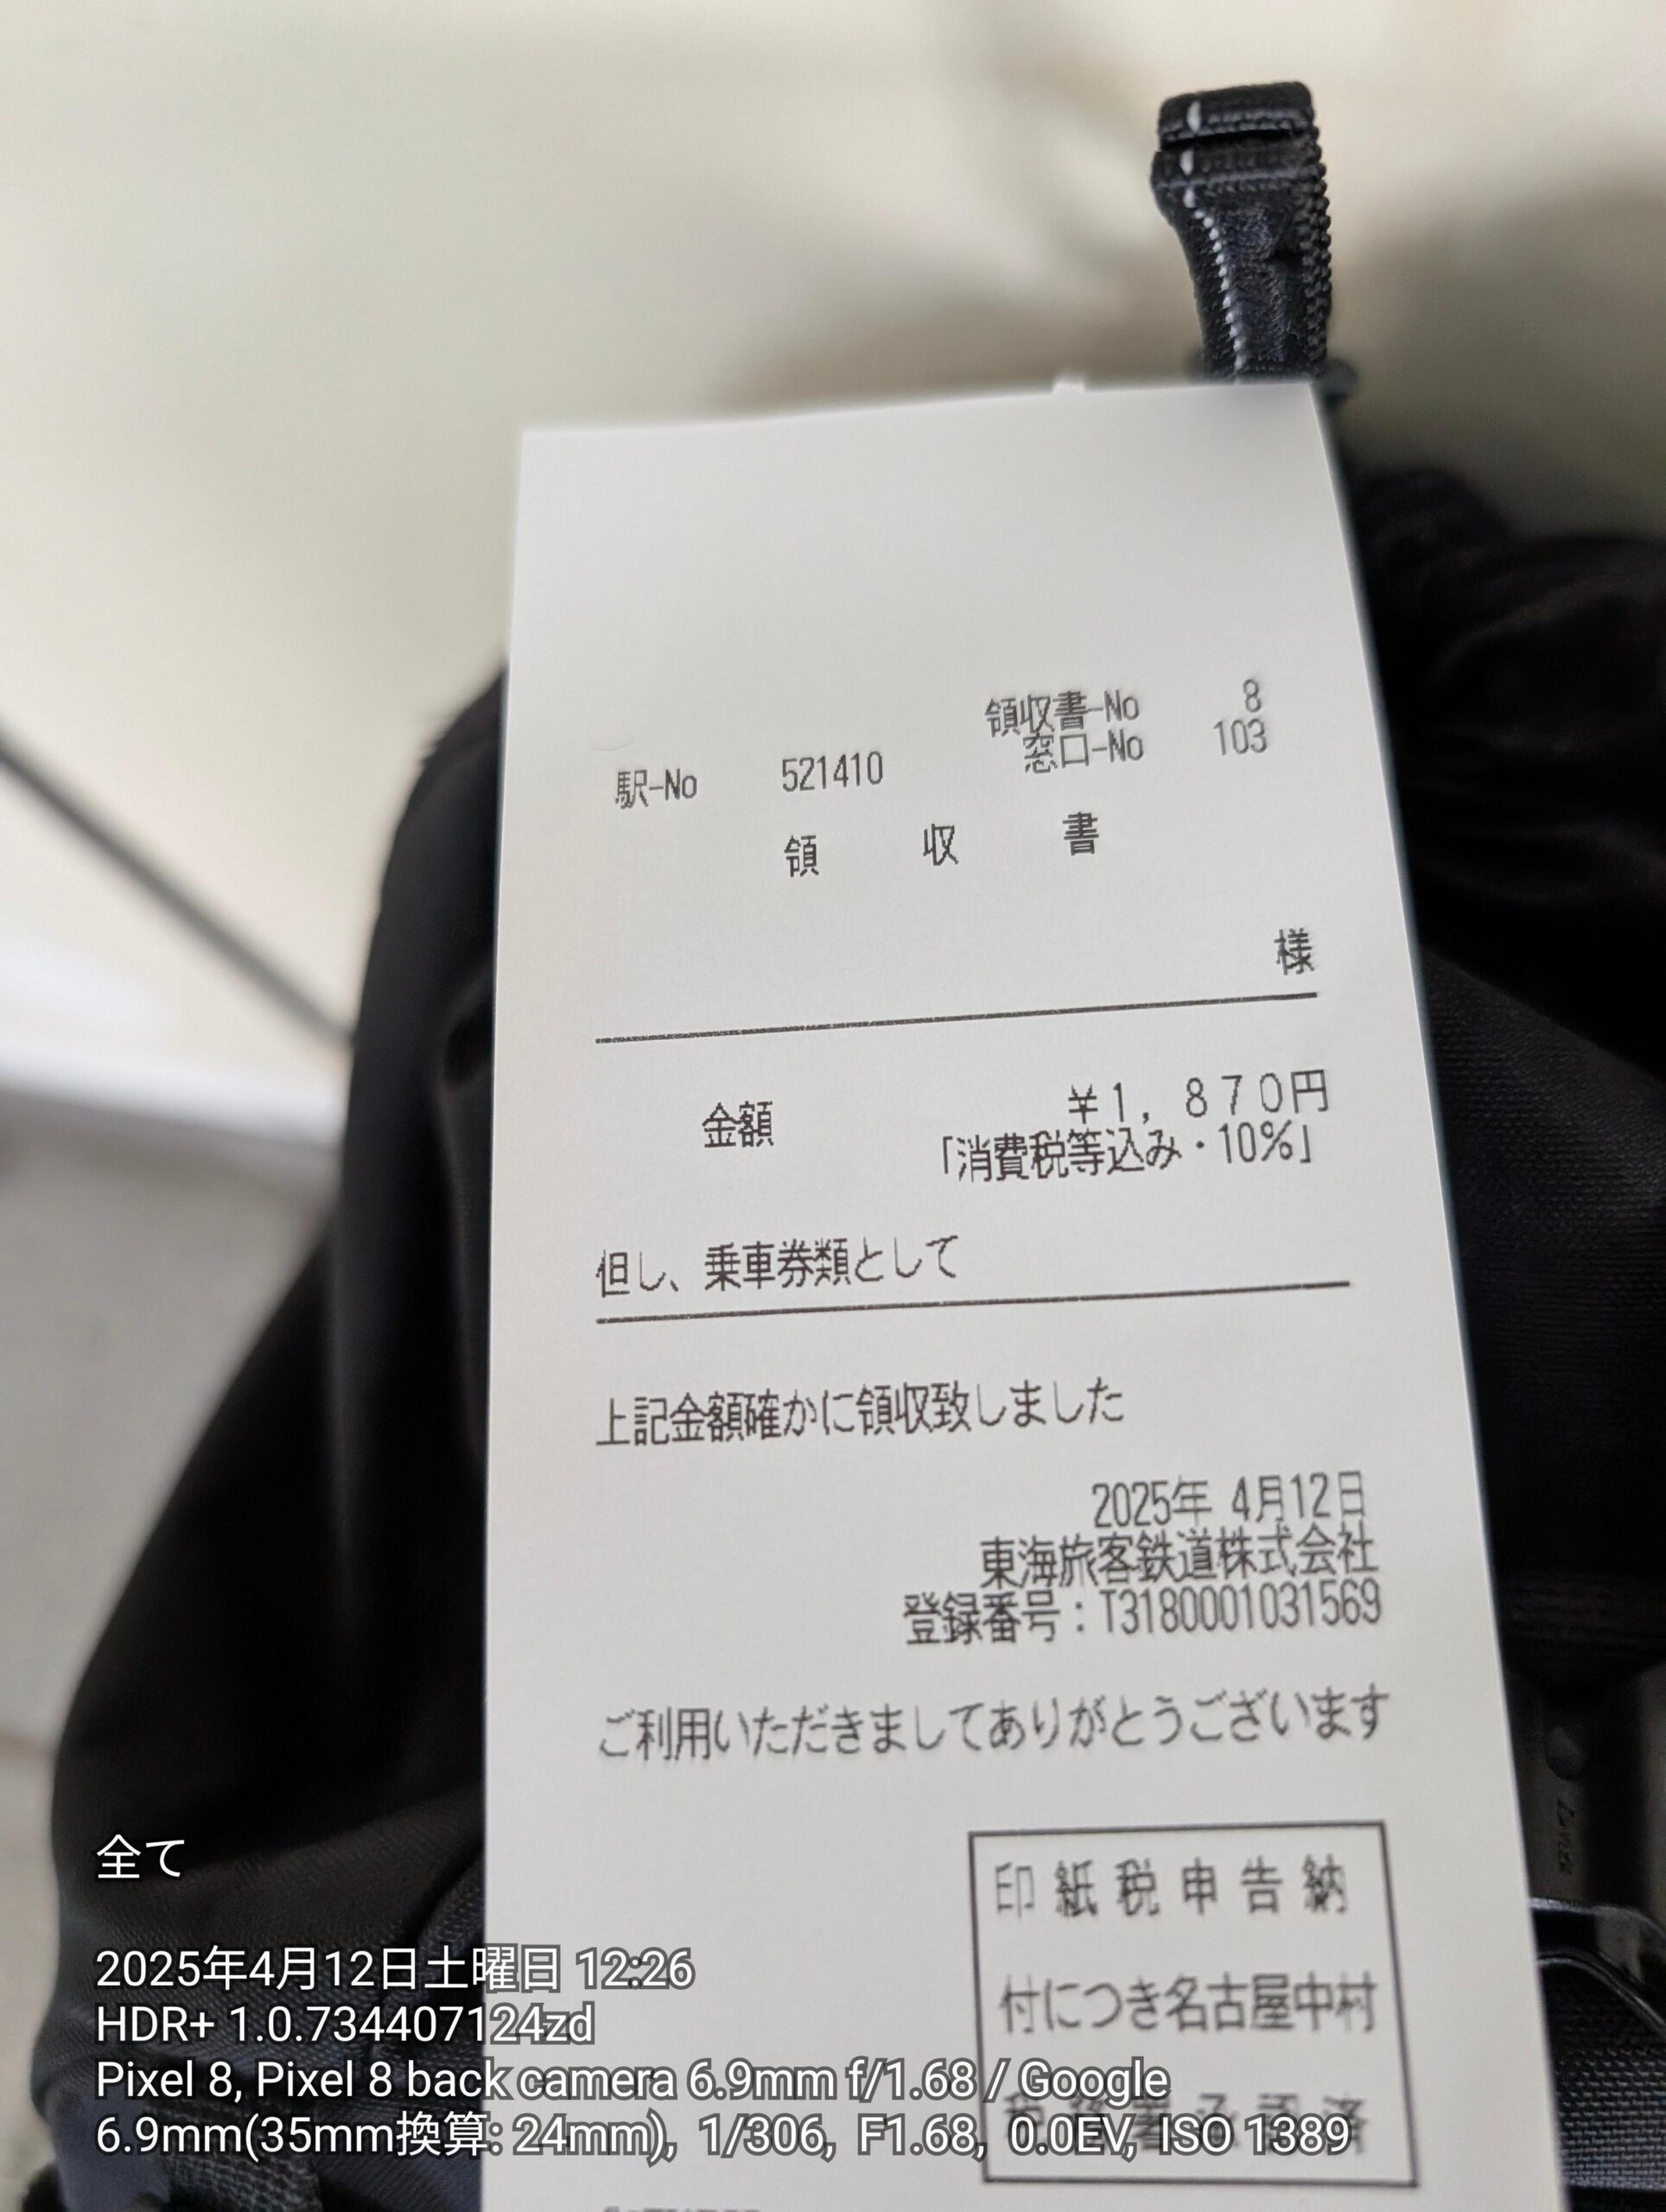 領収書-No 8
窓口-No 103
駅-No 521410
領 収 書
様
金額 ¥1,870円
「消費税等込み・10%」
但し、乗車券類として
上記金額確かに領収致しました
2025年 4月12日
東海旅客鉄道株式会社
登録番号：T3180001031569
ご利用いただきましてありがとうございます
印紙税申告納
付につき名古屋中村
税務署承認済
全て
2025年4月12日土曜日 12:26
HDR+ 1.0.734407124zd
Pixel 8, Pixel 8 back camera 6.9mm f/1.68 / Google
6.9mm(35mm換算: 24mm), 1/306, F1.68, 0.0EV, ISO 1389